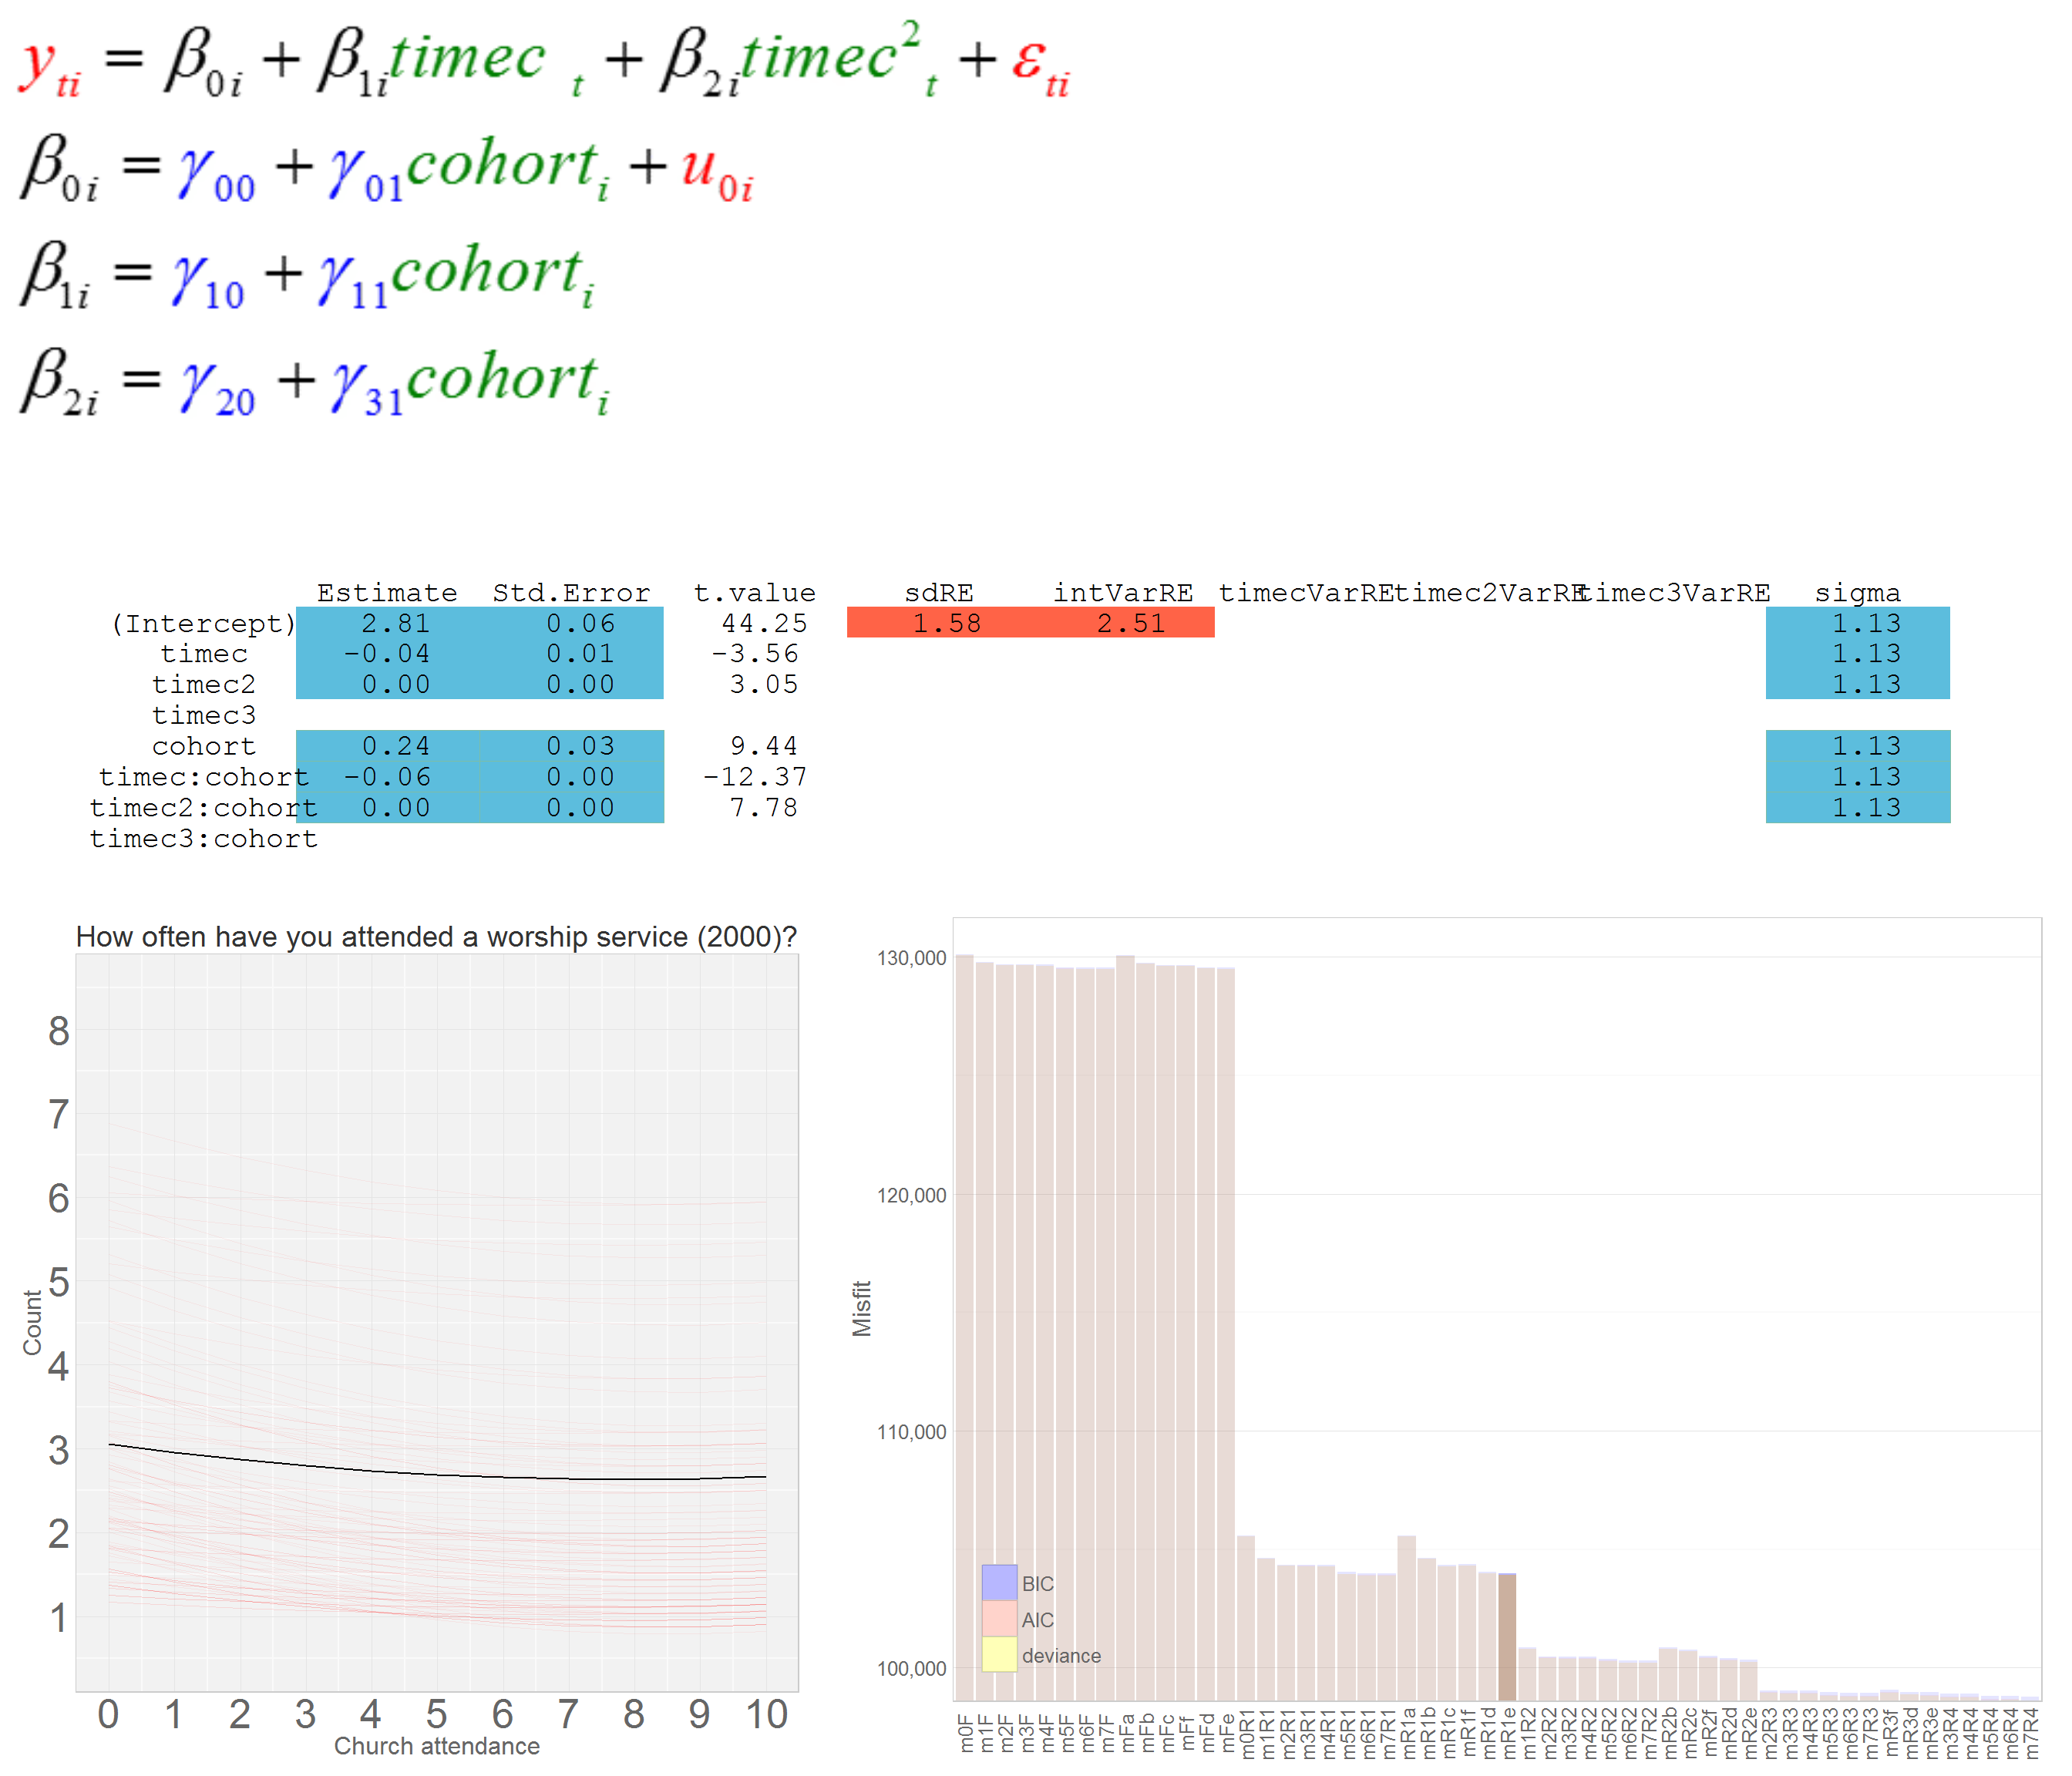 y_ti = β_0i + β_1i timec_t + β_2i timec²_t + ε_ti
β_0i = γ_00 + γ_01 cohort_i + u_0i
β_1i = γ_10 + γ_11 cohort_i
β_2i = γ_20 + γ_31 cohort_i
Estimate Std.Error t.value sdRE intVarRE timecVarRE timec2VarRE timec3VarRE sigma
(Intercept) 2.81 0.06 44.25 1.58 2.51 1.13
timec -0.04 0.01 -3.56 1.13
timec2 0.00 0.00 3.05 1.13
timec3
cohort 0.24 0.03 9.44 1.13
timec:cohort -0.06 0.00 -12.37 1.13
timec2:cohort 0.00 0.00 7.78 1.13
timec3:cohort
How often have you attended a worship service (2000)?
8
7
6
5
4
3
2
1
Count
0 1 2 3 4 5 6 7 8 9 10
Church attendance
130,000
120,000
110,000
100,000
Misfit
BIC
AIC
deviance
m0F m1F m2F m3F m4F m5F m6F m7F mFa mFb mFc mFf mFd mFe m0R1 m1R1 m2R1 m3R1 m4R1 m5R1 m6R1 m7R1 mR1a mR1b mR1c mR1f mR1d mR1e m1R2 m2R2 m3R2 m4R2 m5R2 m6R2 m7R2 mR2b mR2c mR2f mR2d mR2e m2R3 m3R3 m4R3 m5R3 m6R3 m7R3 mR3f mR3d mR3e m3R4 m4R4 m5R4 m6R4 m7R4